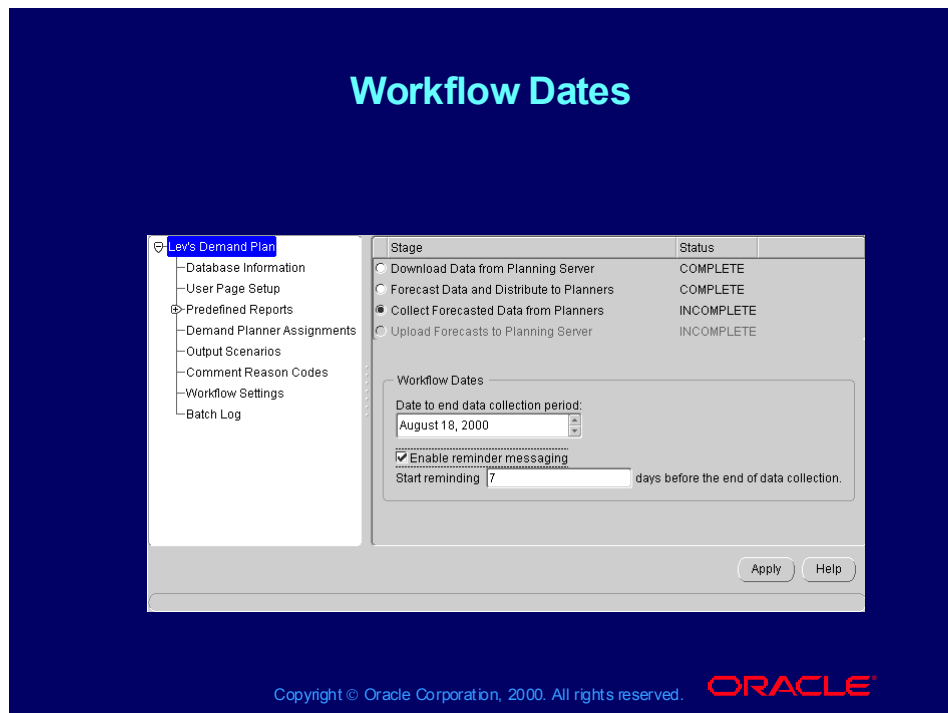 Workflow Dates
Lev's Demand Plan
Database Information
User Page Setup
Predefined Reports
Demand Planner Assignments
Output Scenarios
Comment Reason Codes
Workflow Settings
Batch Log
Stage Status
Download Data from Planning Server COMPLETE
Forecast Data and Distribute to Planners COMPLETE
Collect Forecasted Data from Planners INCOMPLETE
Upload Forecasts to Planning Server INCOMPLETE
Workflow Dates
Date to end data collection period:
August 18, 2000
Enable reminder messaging
Start reminding 7 days before the end of data collection.
Apply Help
Copyright © Oracle Corporation, 2000. All rights reserved. ORACLE®